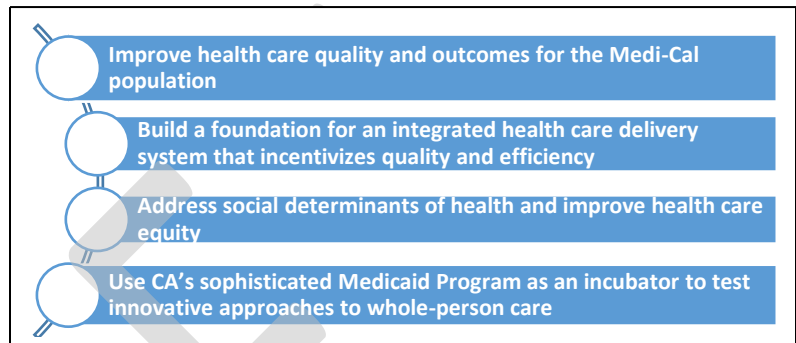 Improve health care quality and outcomes for the Medi-Cal
population
Build a foundation for an integrated health care delivery
system that incentivizes quality and efficiency
Address social determinants of health and improve health care
equity
Use CA’s sophisticated Medicaid Program as an incubator to test
innovative approaches to whole-person care